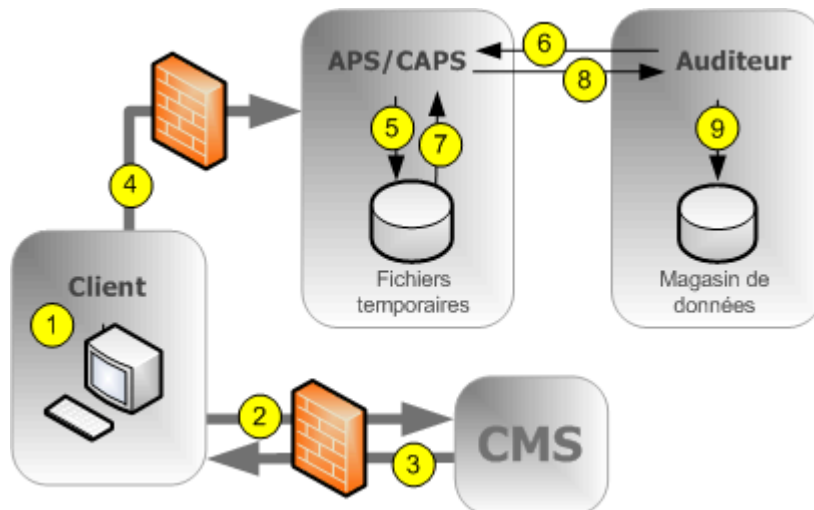 6
APS/CAPS
Auditeur
8
5
7
9
4
Fichiers
temporaires
Magasin de
données
Client
1
2
CMS
3